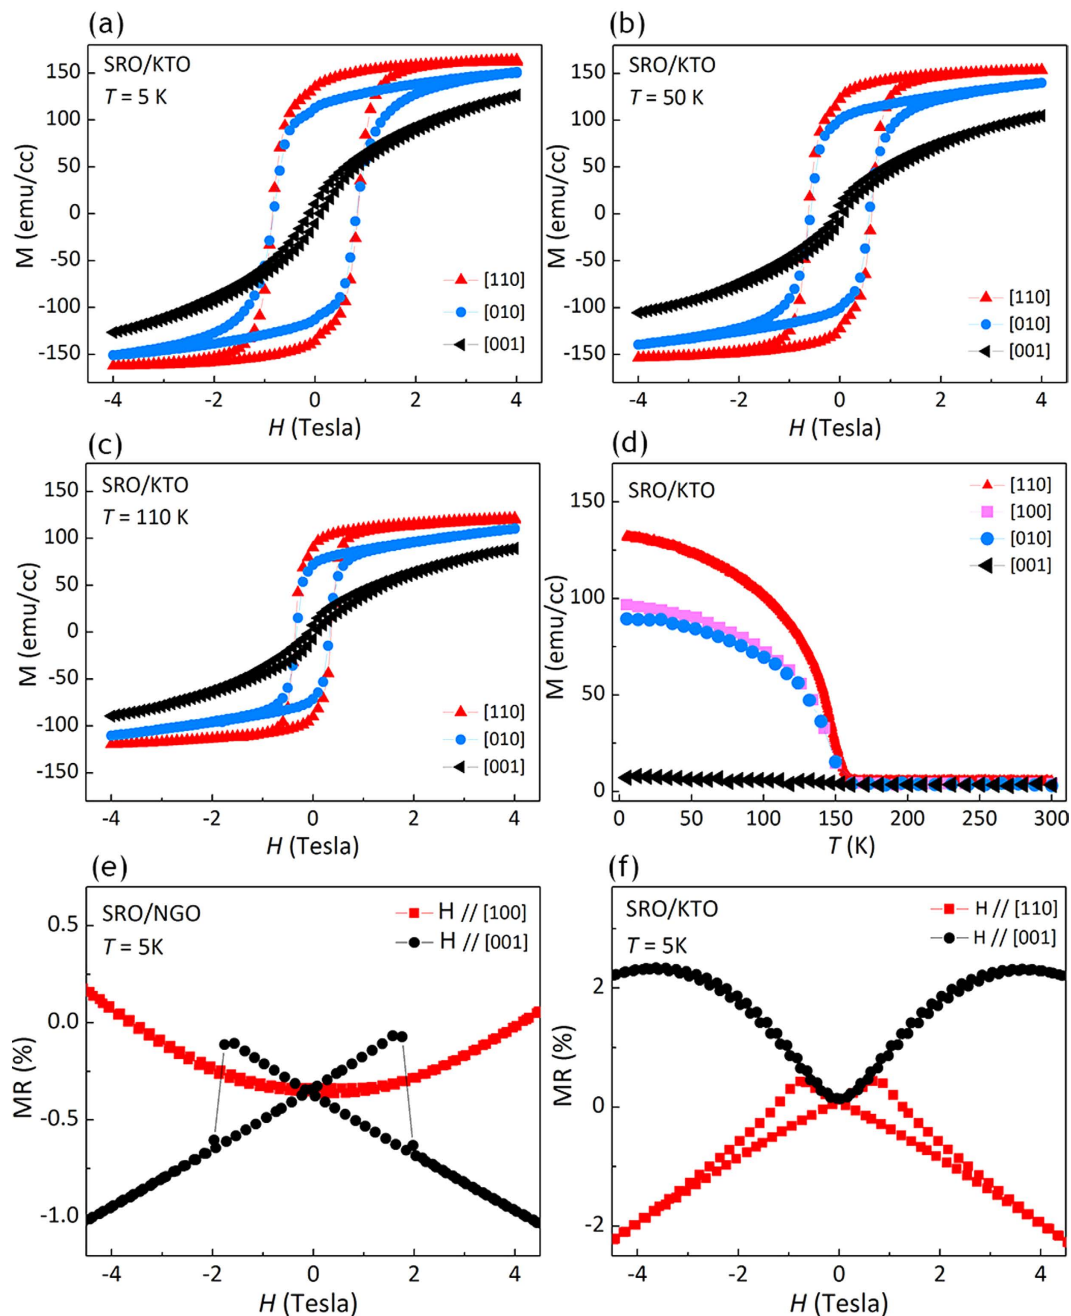 (a)
SRO/KTO
T = 5 K
M (emu/cc)
150
100
50
0
-50
-100
-150
[110]
[010]
[001]
-4
-2
0
2
4
H (Tesla)
(b)
SRO/KTO
T = 50 K
M (emu/cc)
150
100
50
0
-50
-100
-150
[110]
[010]
[001]
-4
-2
0
2
4
H (Tesla)
(c)
SRO/KTO
T = 110 K
M (emu/cc)
150
100
50
0
-50
-100
-150
[110]
[010]
[001]
-4
-2
0
2
4
H (Tesla)
(d)
SRO/KTO
M (emu/cc)
150
100
50
0
[110]
[100]
[010]
[001]
0
50
100
150
200
250
300
T (K)
(e)
SRO/NGO
T = 5K
MR (%)
0.5
0.0
-0.5
-1.0
H // [100]
H // [001]
-4
-2
0
2
4
H (Tesla)
(f)
SRO/KTO
T = 5K
MR (%)
2
0
-2
H // [110]
H // [001]
-4
-2
0
2
4
H (Tesla)